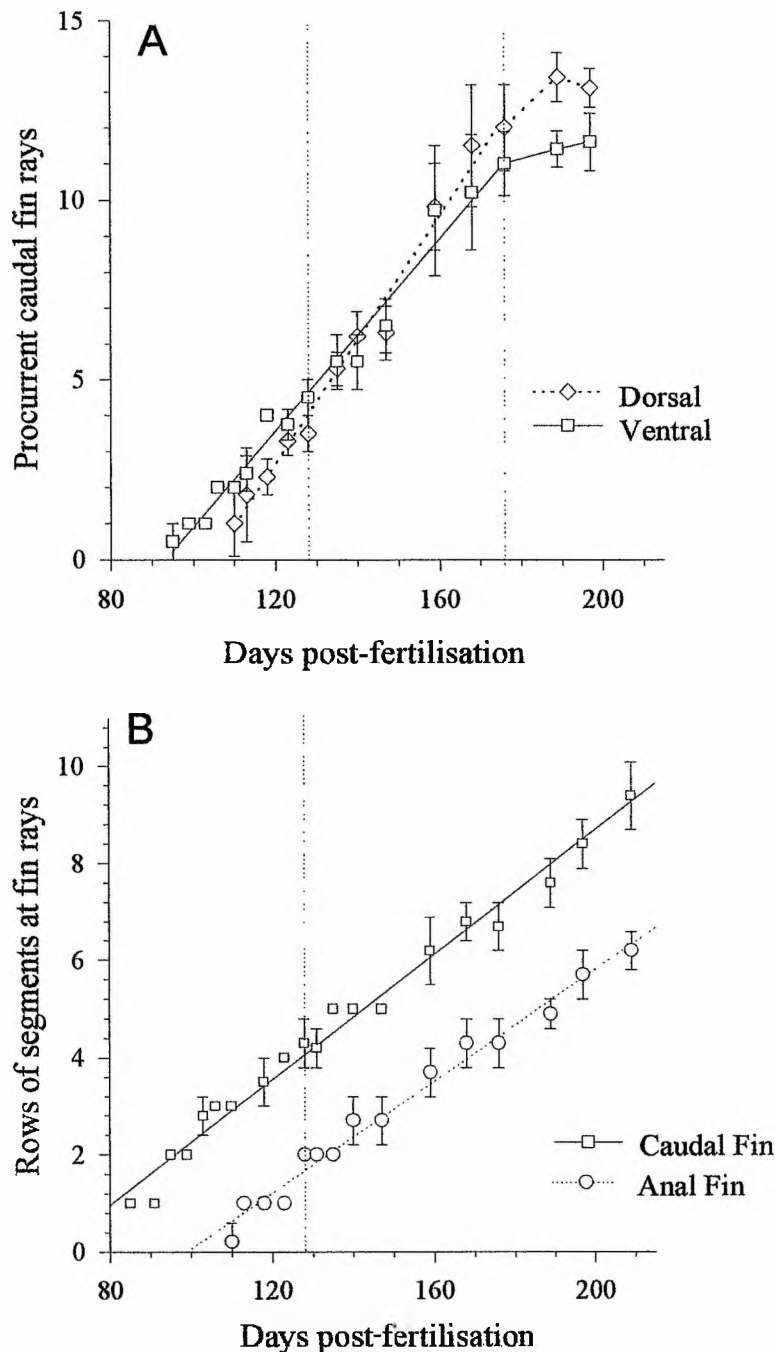 A
15
10
5
0
Procurrent caudal fin rays
Dorsal
Ventral
80 120 160 200
Days post-fertilisation
B
10
8
6
4
2
0
Rows of segments at fin rays
Caudal Fin
Anal Fin
80 120 160 200
Days post-fertilisation